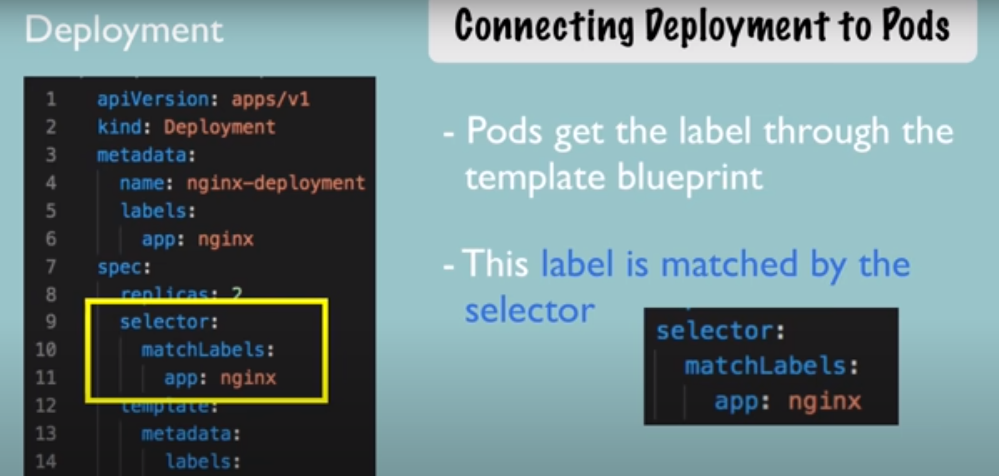 Deployment
Connecting Deployment to Pods
1 apiVersion: apps/v1
2 kind: Deployment
3 metadata:
4 name: nginx-deployment
5 labels:
6 app: nginx
7 spec:
8 replicas: 2
9 selector:
10 matchLabels:
11 app: nginx
12 template:
13 metadata:
14 labels:
- Pods get the label through the
template blueprint
- This label is matched by the
selector
selector:
matchLabels:
app: nginx